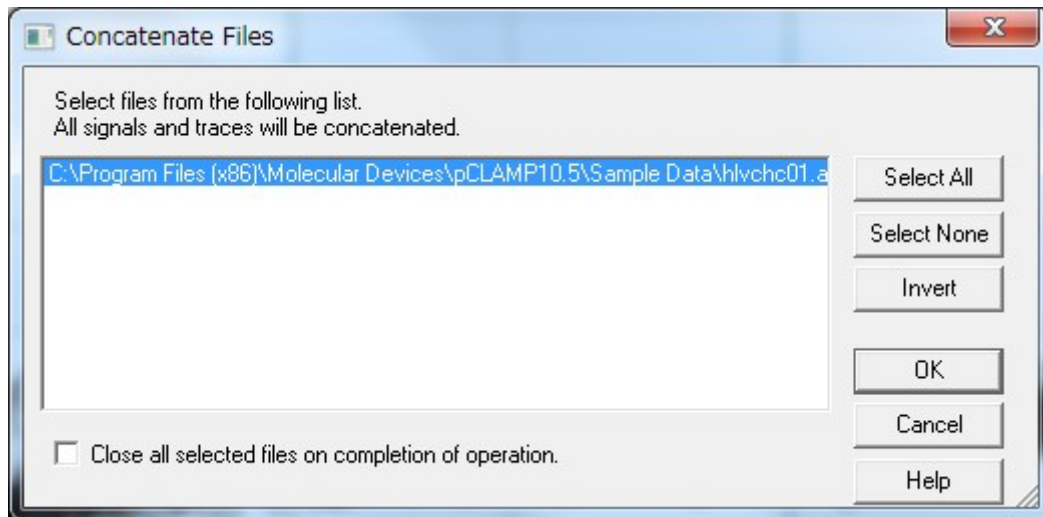 Concatenate Files
Select files from the following list.
All signals and traces will be concatenated.
C:\Program Files (x86)\Molecular Devices\pCLAMP10.5\Sample Data\hlvchc01.a
Select All
Select None
Invert
OK
Cancel
Help
Close all selected files on completion of operation.